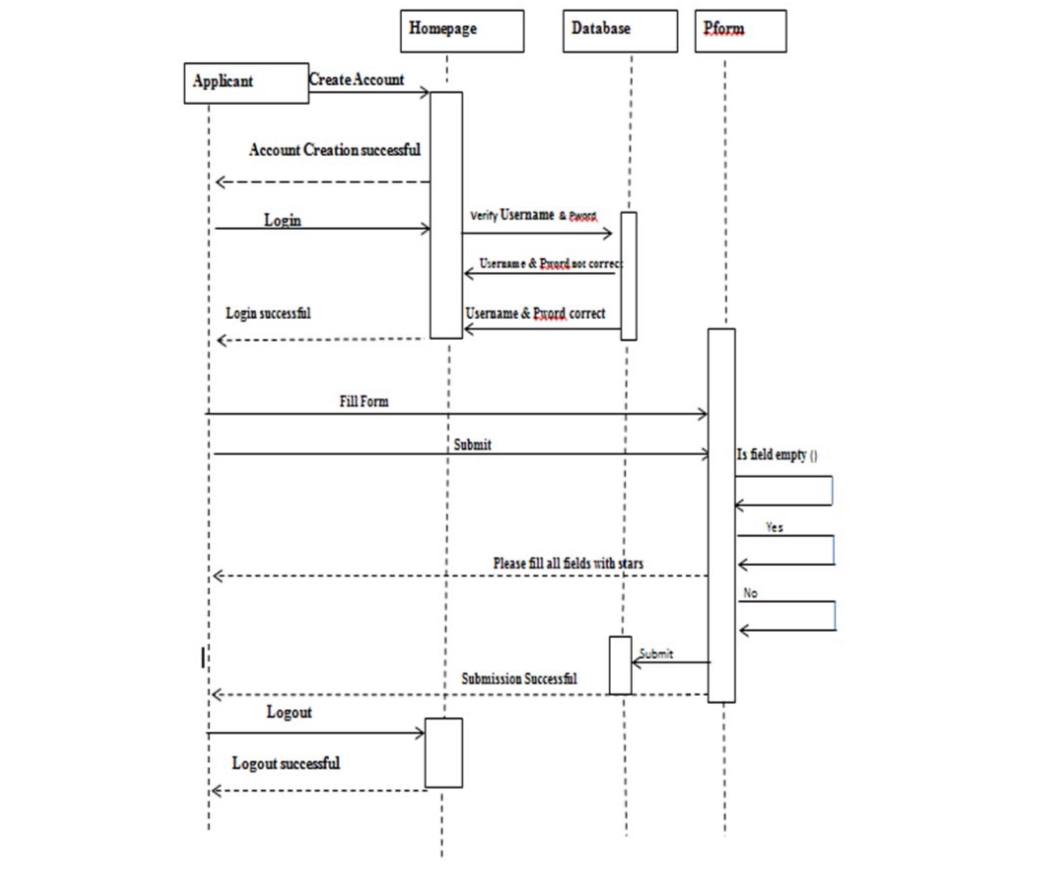 Homepage
Database
Pform
Applicant
Create Account
Account Creation successful
Login
Verify Username & Pword
Username & Pword not correct
Login successful
Username & Pword correct
Fill Form
Submit
Is field empty ()
Yes
Please fill all fields with stars
No
Submit
Submission Successful
Logout
Logout successful